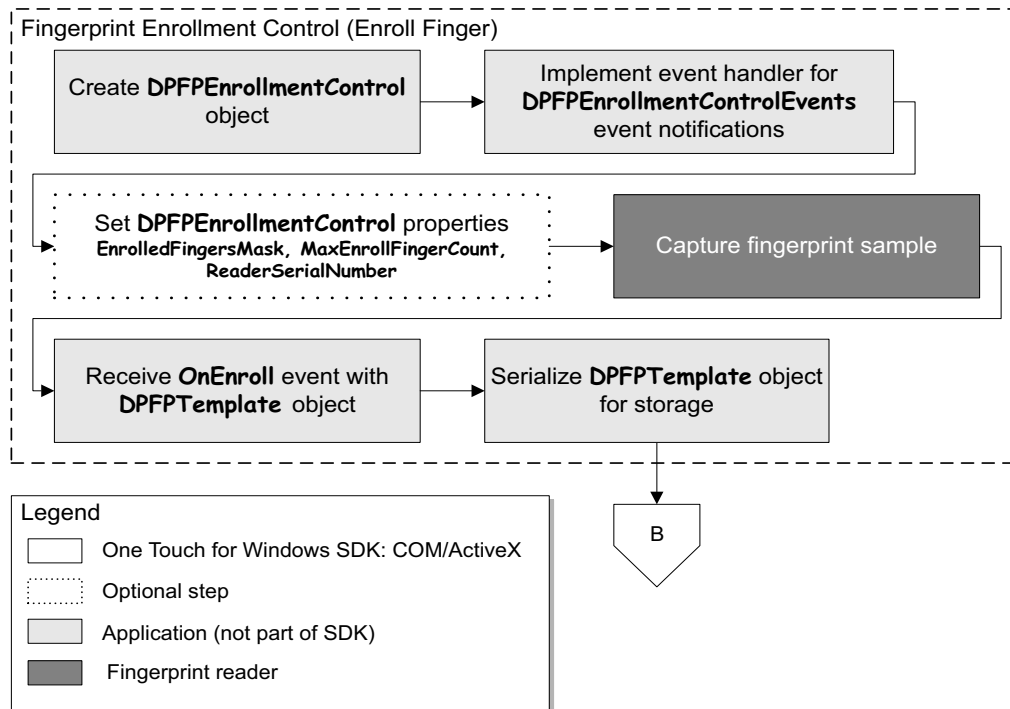 Fingerprint Enrollment Control (Enroll Finger)
Create DPFPEnrollmentControl
object
Implement event handler for
DPFPEnrollmentControlEvents
event notifications
Set DPFPEnrollmentControl properties
EnrolledFingersMask, MaxEnrollFingerCount,
ReaderSerialNumber
Capture fingerprint sample
Receive OnEnroll event with
DPFPTemplate object
Serialize DPFPTemplate object
for storage
B
Legend
One Touch for Windows SDK: COM/ActiveX
Optional step
Application (not part of SDK)
Fingerprint reader